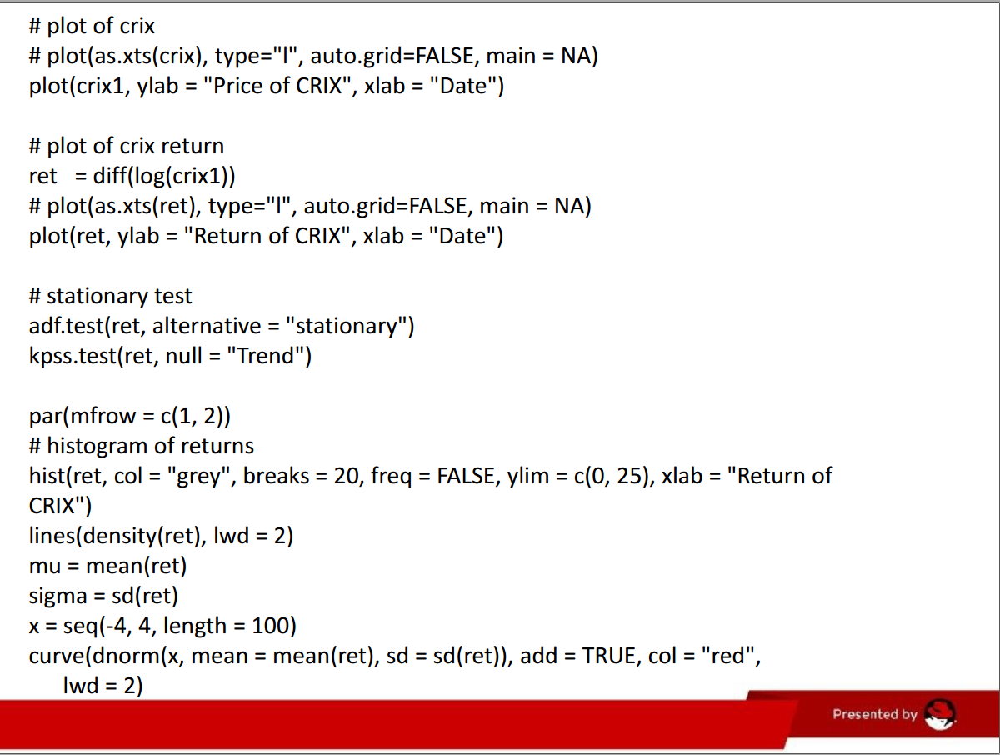 # plot of crix
# plot(as.xts(crix), type="l", auto.grid=FALSE, main = NA)
plot(crix1, ylab = "Price of CRIX", xlab = "Date")
# plot of crix return
ret   = diff(log(crix1))
# plot(as.xts(ret), type="l", auto.grid=FALSE, main = NA)
plot(ret, ylab = "Return of CRIX", xlab = "Date")
# stationary test
adf.test(ret, alternative = "stationary")
kpss.test(ret, null = "Trend")
par(mfrow = c(1, 2))
# histogram of returns
hist(ret, col = "grey", breaks = 20, freq = FALSE, ylim = c(0, 25), xlab = "Return of
CRIX")
lines(density(ret), lwd = 2)
mu = mean(ret)
sigma = sd(ret)
x = seq(-4, 4, length = 100)
curve(dnorm(x, mean = mean(ret), sd = sd(ret)), add = TRUE, col = "red",
lwd = 2)
Presented by